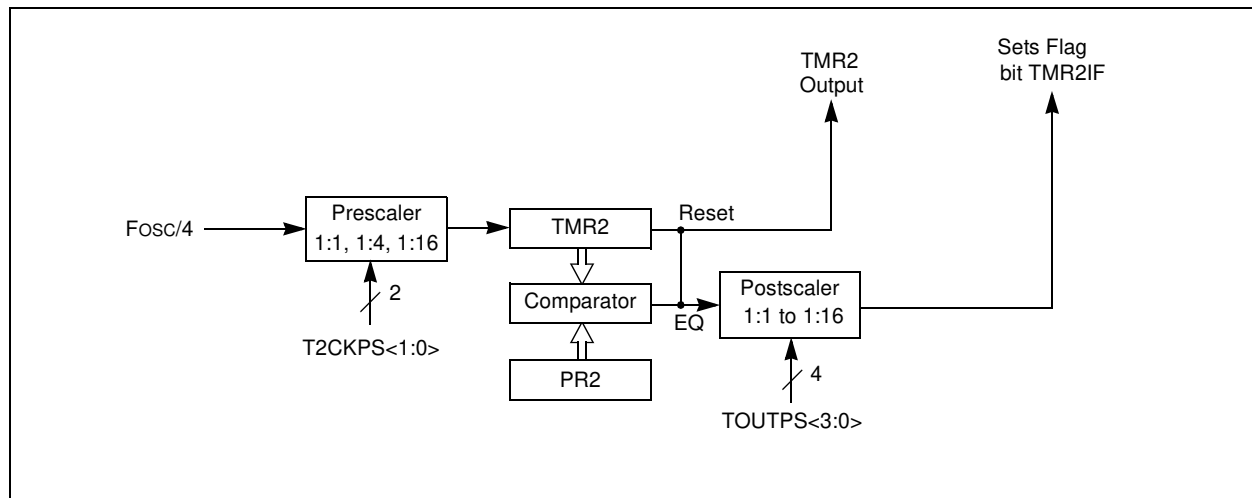 TMR2
Output
Sets Flag
bit TMR2IF
FOSC/4
Prescaler
1:1, 1:4, 1:16
2
T2CKPS<1:0>
TMR2
Reset
Comparator
EQ
PR2
Postscaler
1:1 to 1:16
4
TOUTPS<3:0>